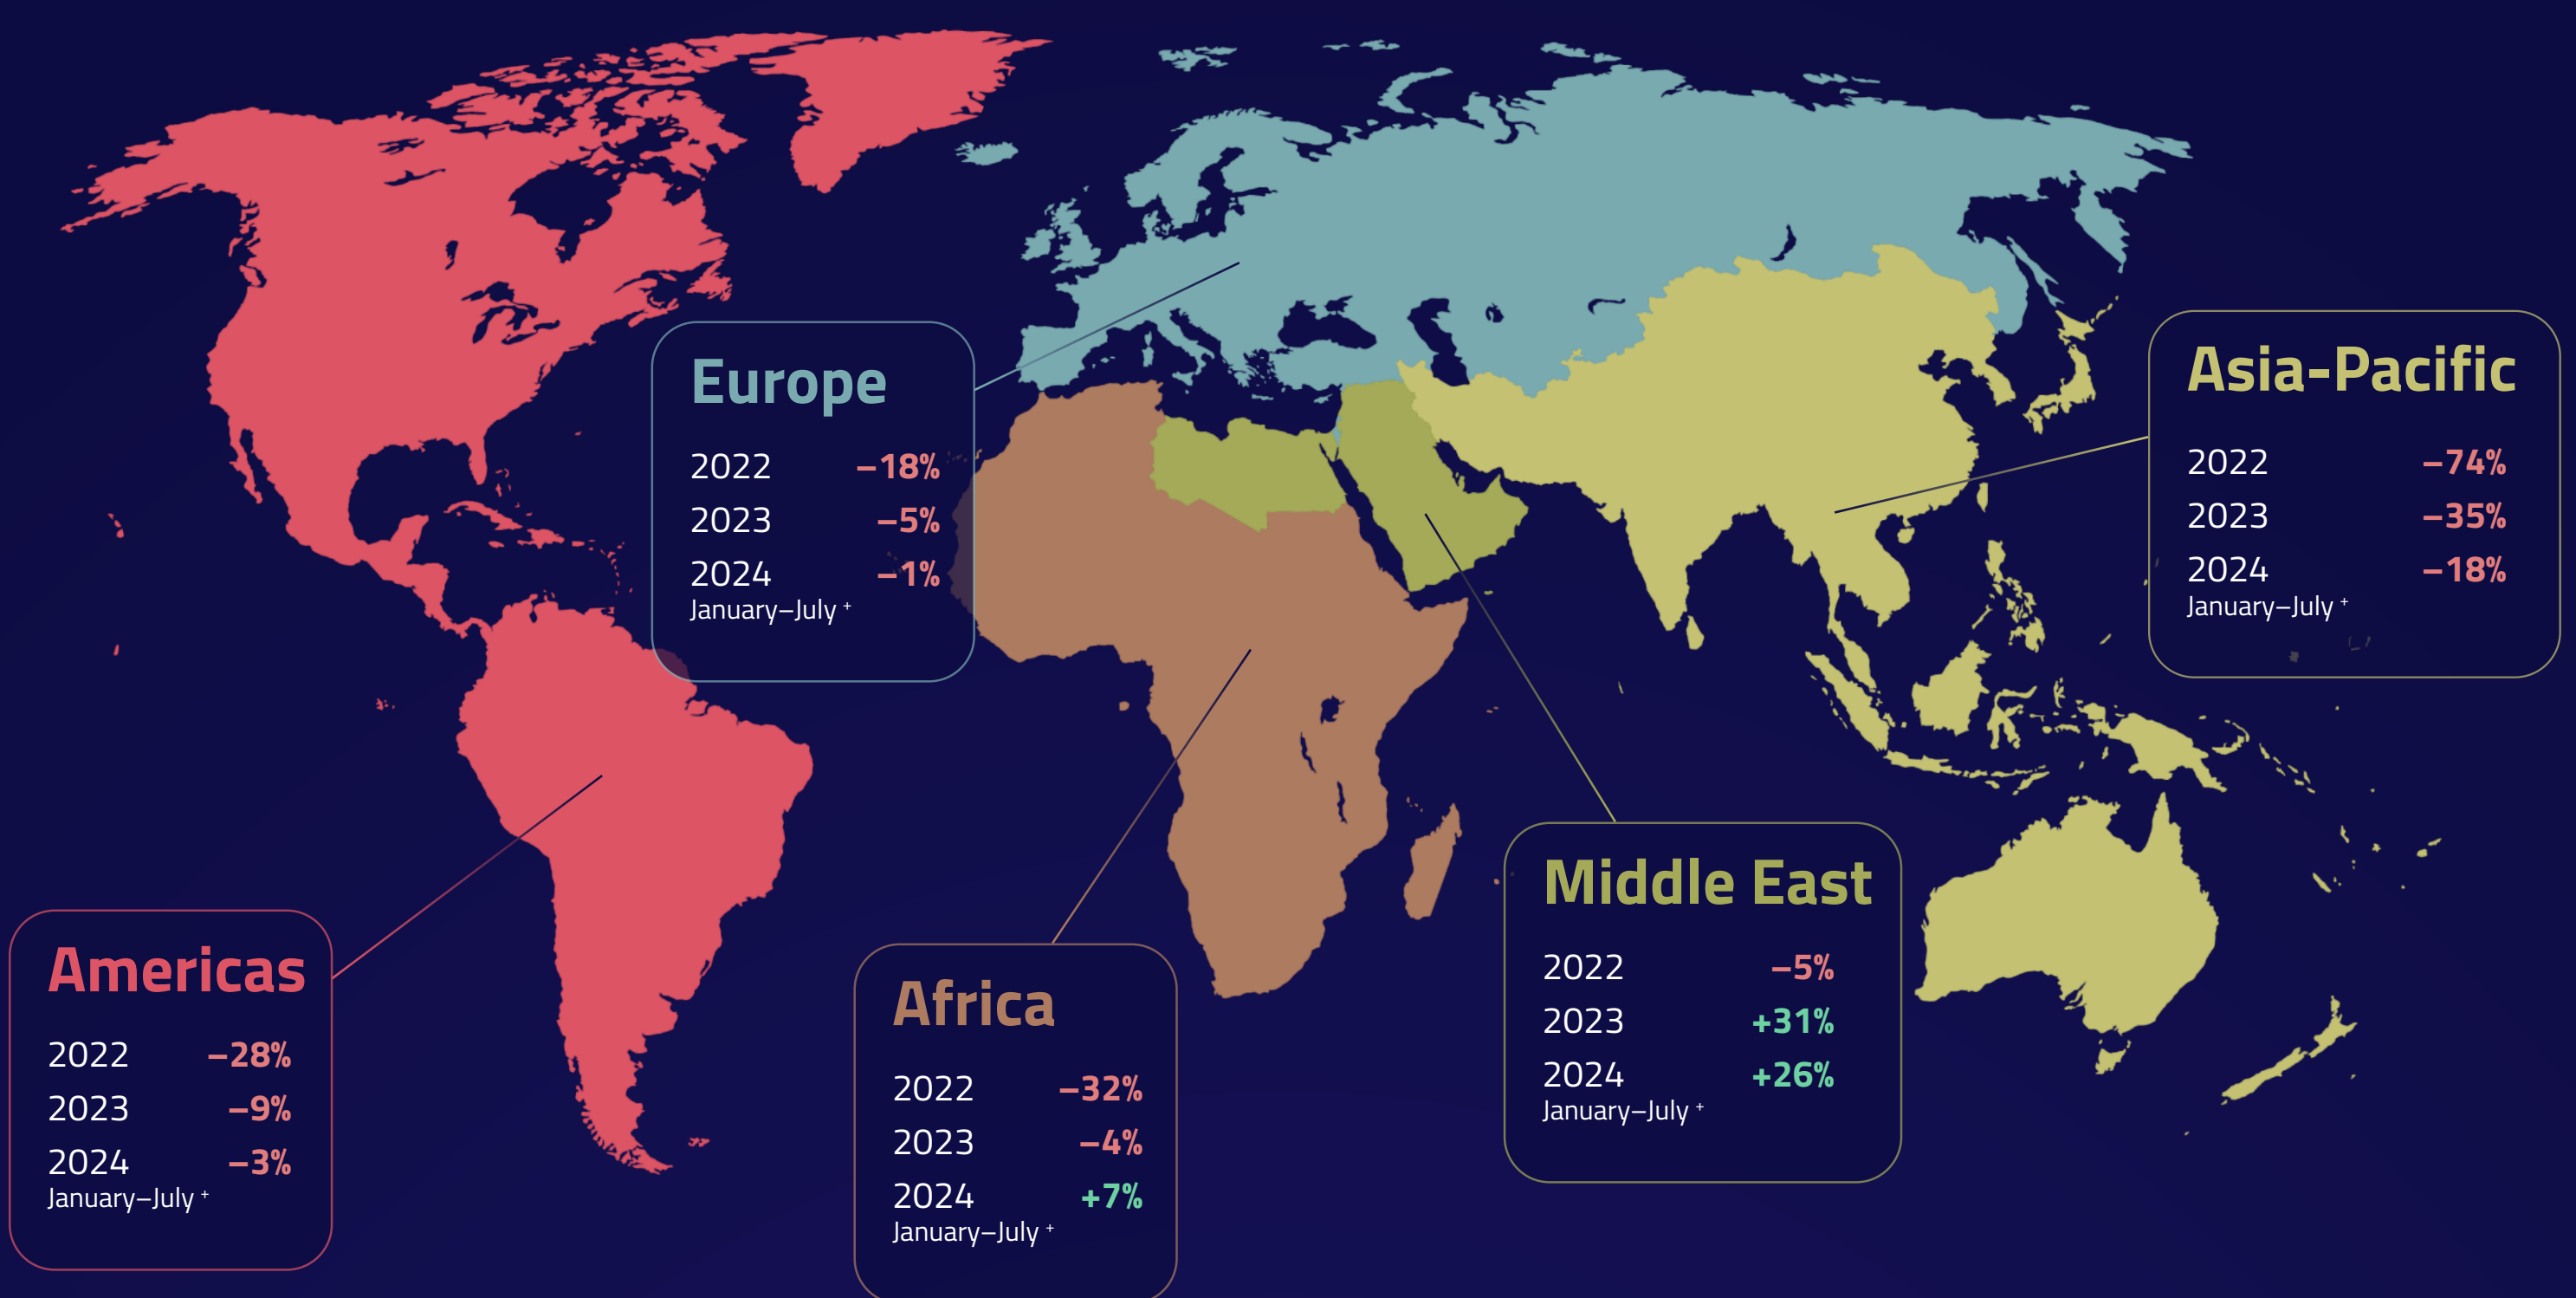 Europe
2022 –18%
2023 –5%
2024 –1%
January–July +
Asia-Pacific
2022 –74%
2023 –35%
2024 –18%
January–July +
Middle East
2022 –5%
2023 +31%
2024 +26%
January–July +
Americas
2022 –28%
2023 –9%
2024 –3%
January–July +
Africa
2022 –32%
2023 –4%
2024 +7%
January–July +